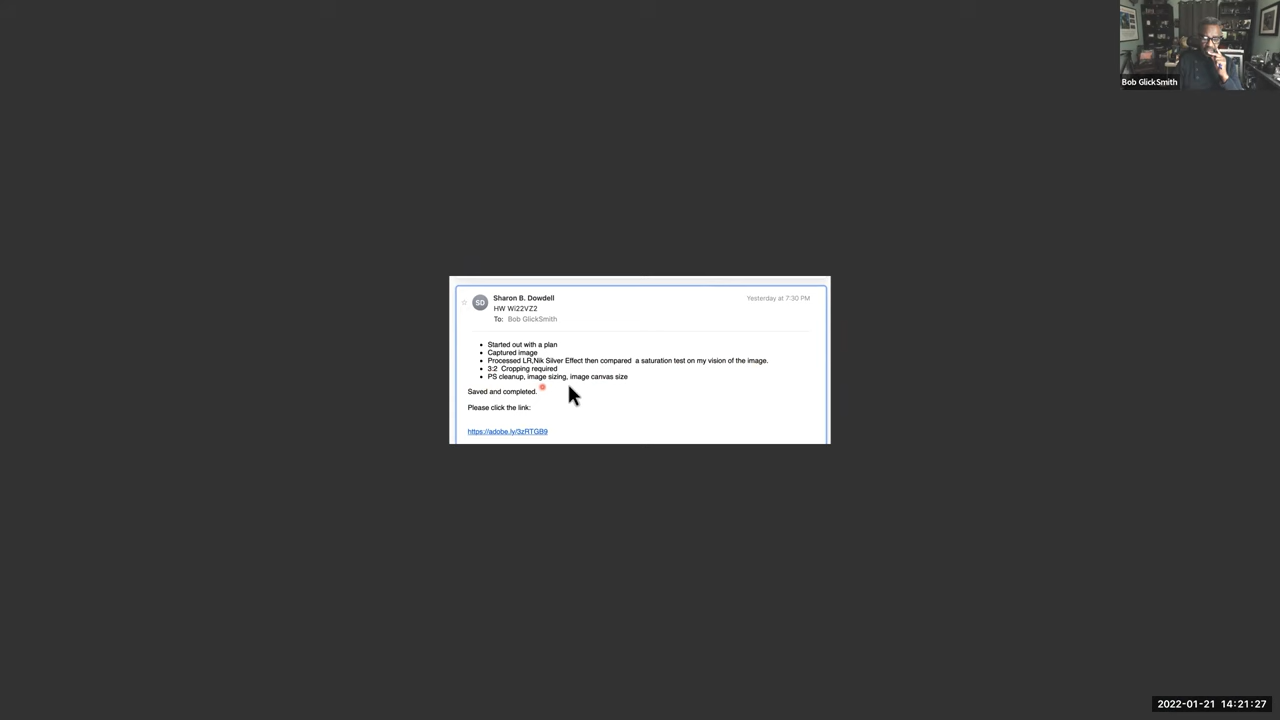 Bob GlickSmith
SD
Sharon B. Dowdell
Yesterday at 7:30 PM
HW Wi22VZ2
To: Bob GlickSmith
• Started out with a plan
• Captured image
• Processed LR,Nik Silver Effect then compared  a saturation test on my vision of the image.
• 3:2  Cropping required
• PS cleanup, image sizing, image canvas size
Saved and completed.
Please click the link:
https://adobe.ly/3zRTGB9
2022-01-21 14:21:27